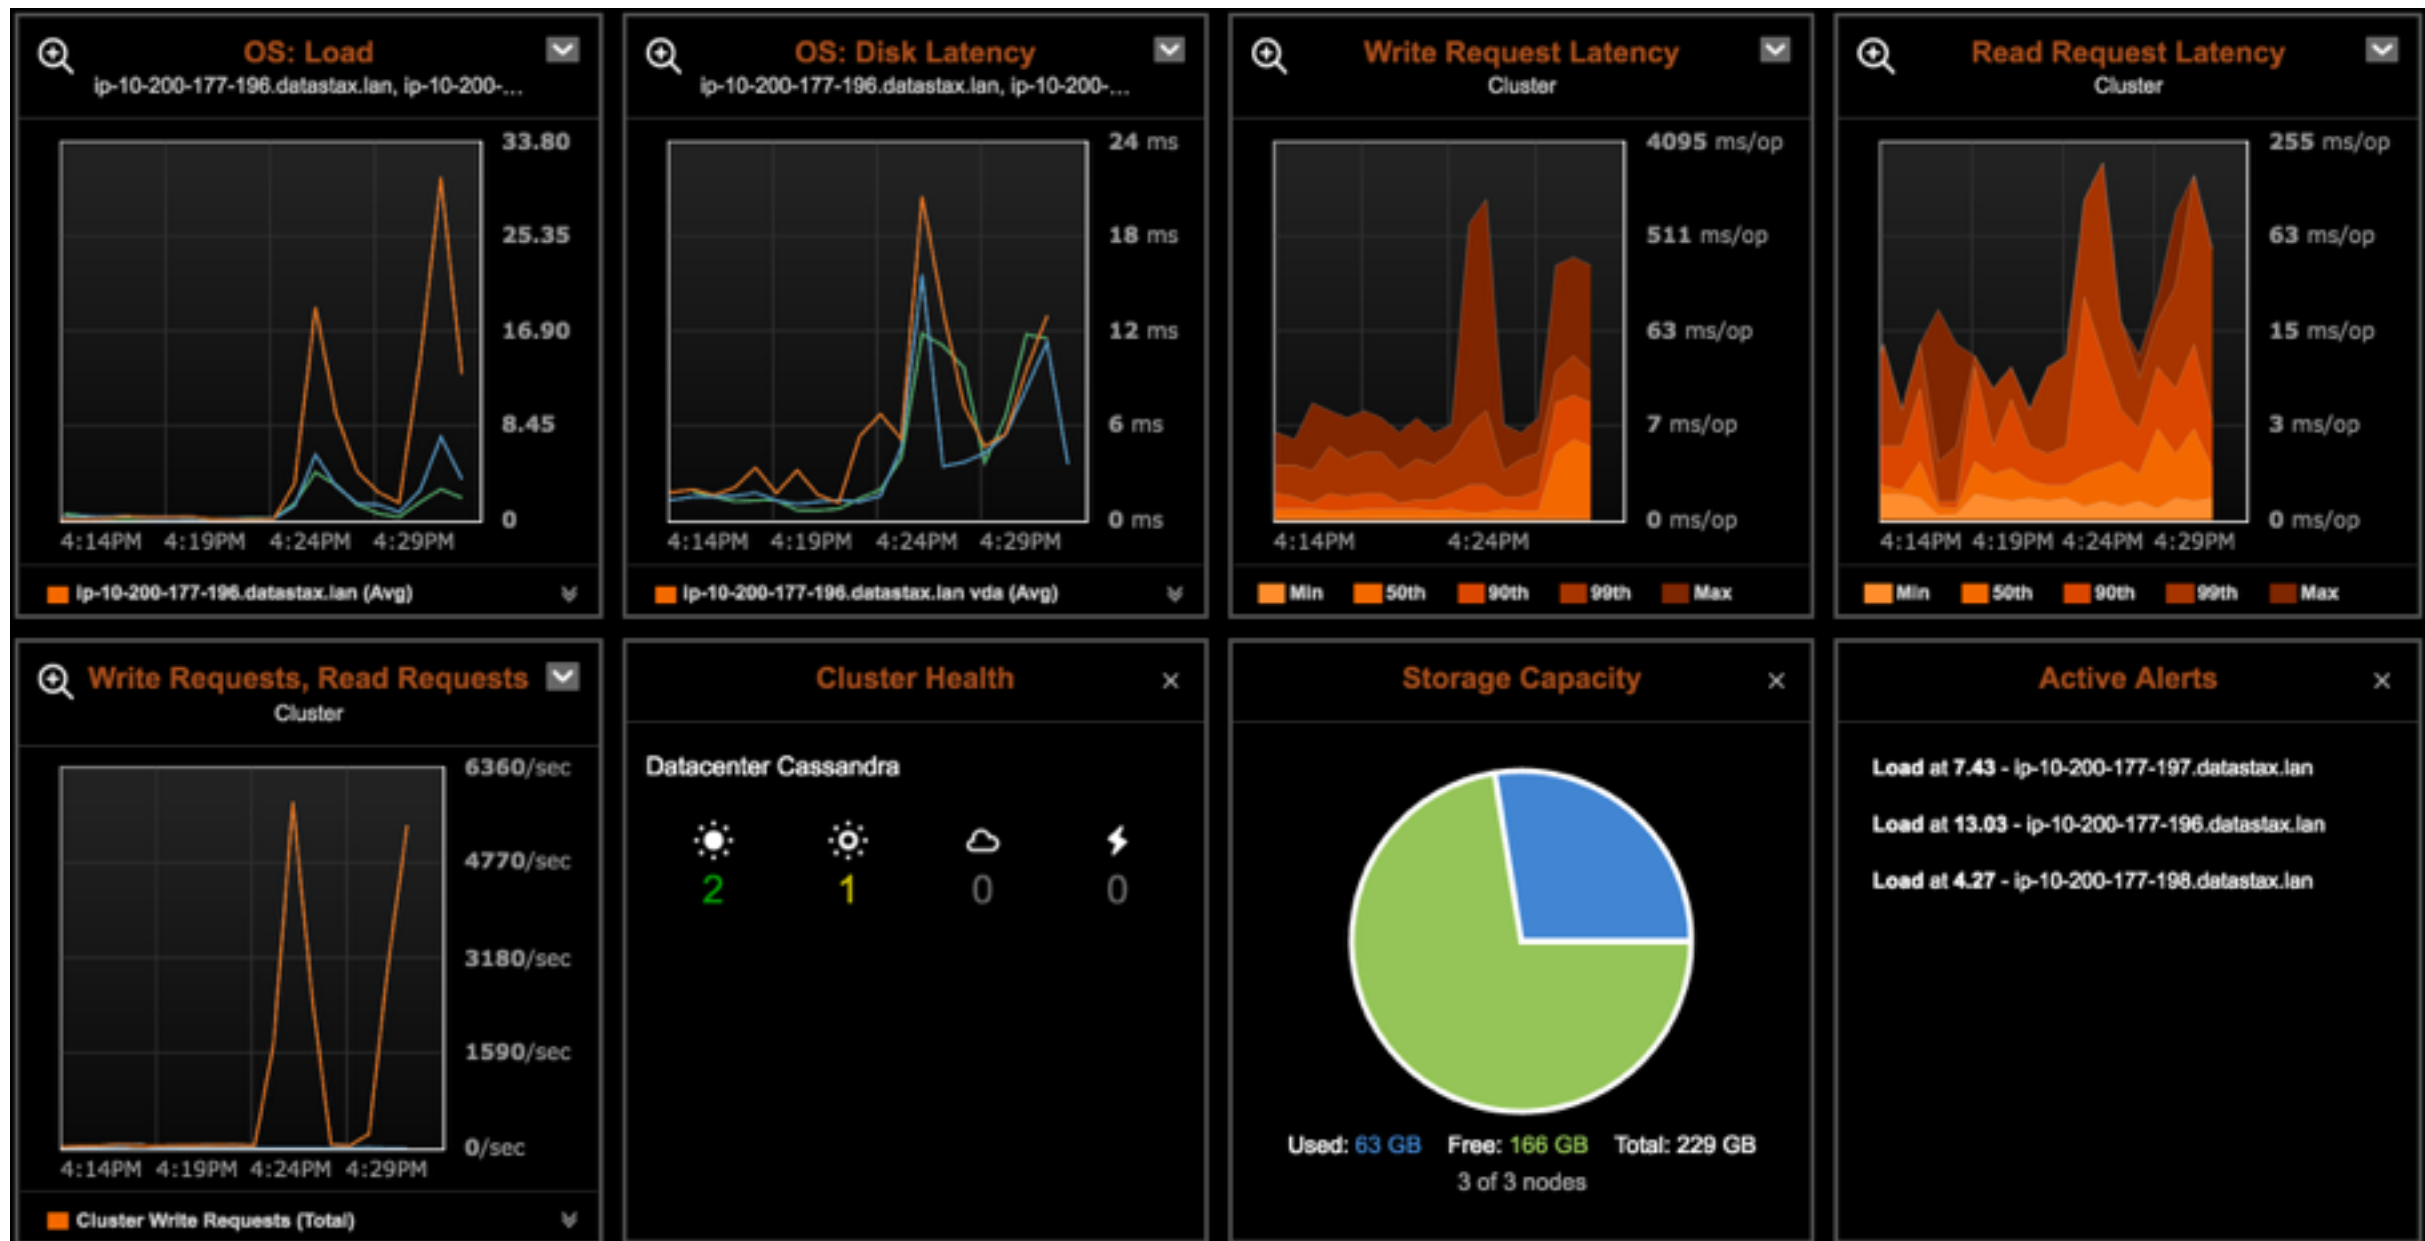 OS: Load
ip-10-200-177-196.datastax.lan, ip-10-200-...
33.80
25.35
16.90
8.45
0
4:14PM 4:19PM 4:24PM 4:29PM
ip-10-200-177-196.datastax.lan (Avg)
OS: Disk Latency
ip-10-200-177-196.datastax.lan, ip-10-200-...
24 ms
18 ms
12 ms
6 ms
0 ms
4:14PM 4:19PM 4:24PM 4:29PM
ip-10-200-177-196.datastax.lan vda (Avg)
Write Request Latency
Cluster
4095 ms/op
511 ms/op
63 ms/op
7 ms/op
0 ms/op
4:14PM 4:24PM
Min 50th 90th 99th Max
Read Request Latency
Cluster
255 ms/op
63 ms/op
15 ms/op
3 ms/op
0 ms/op
4:14PM 4:19PM 4:24PM 4:29PM
Min 50th 90th 99th Max
Write Requests, Read Requests
Cluster
6360/sec
4770/sec
3180/sec
1590/sec
0/sec
4:14PM 4:19PM 4:24PM 4:29PM
Cluster Write Requests (Total)
Cluster Health
Datacenter Cassandra
2 1 0 0
Storage Capacity
Used: 63 GB Free: 166 GB Total: 229 GB
3 of 3 nodes
Active Alerts
Load at 7.43 - ip-10-200-177-197.datastax.lan
Load at 13.03 - ip-10-200-177-196.datastax.lan
Load at 4.27 - ip-10-200-177-198.datastax.lan